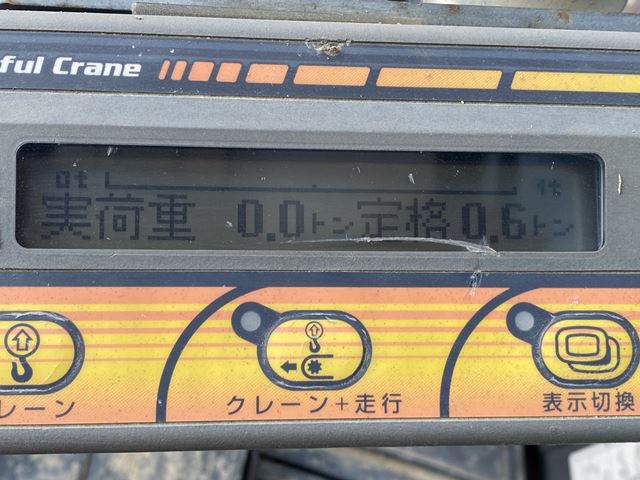 ful Crane
0t 1t
実荷重 0.0トン 定格 0.6トン
レーン
クレーン+走行
表示切換